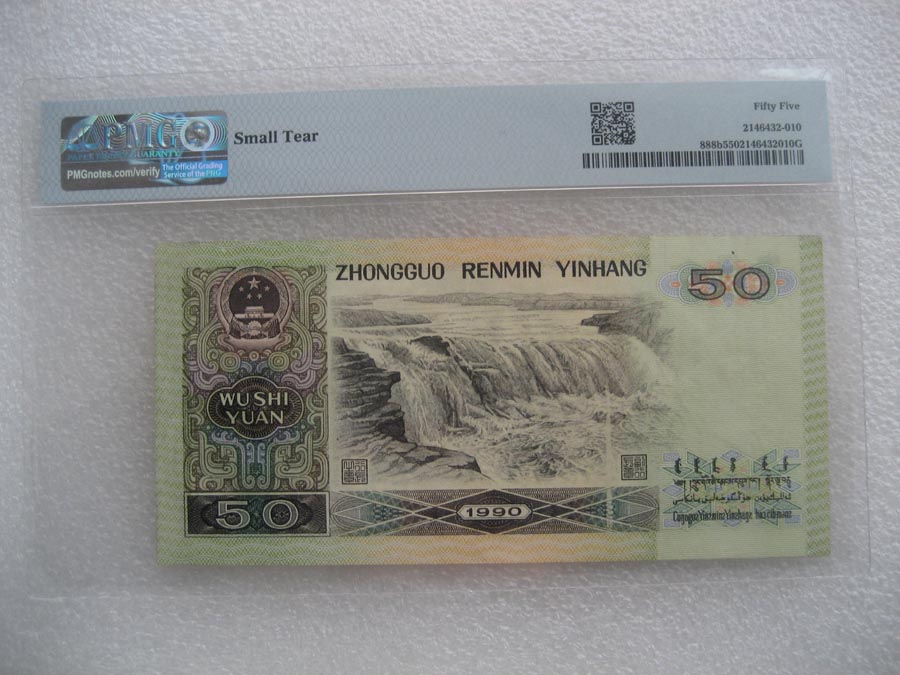 PMG
PAPER MONEY GUARANTY
PMGnotes.com/verify
The Official Grading
Service of the PNG
Small Tear
Fifty Five
2146432-010
888b5502146432010G
ZHONGGUO RENMIN YINHANG
50
WU SHI
YUAN
50
1990